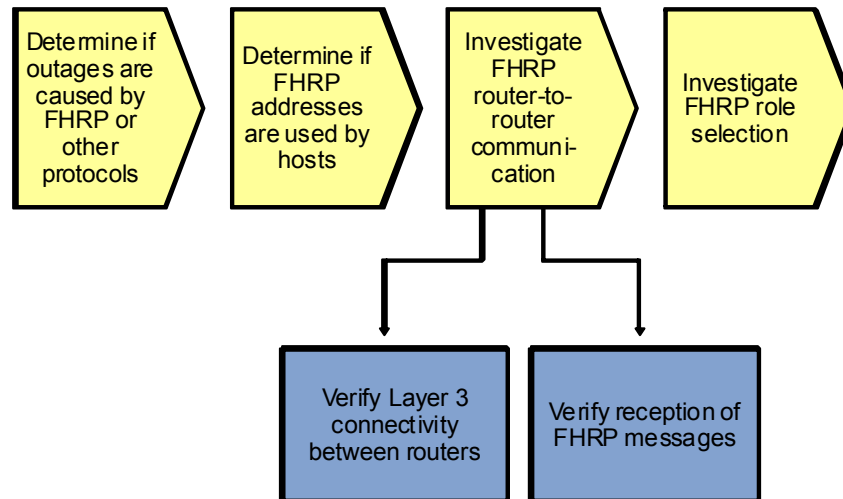 Determine if
outages are
caused by
FHRP or
other
protocols
Determine if
FHRP
addresses
are used by
hosts
Investigate
FHRP
router-to-
router
communi-
cation
Investigate
FHRP role
selection
Verify Layer 3
connectivity
between routers
Verify reception of
FHRP messages